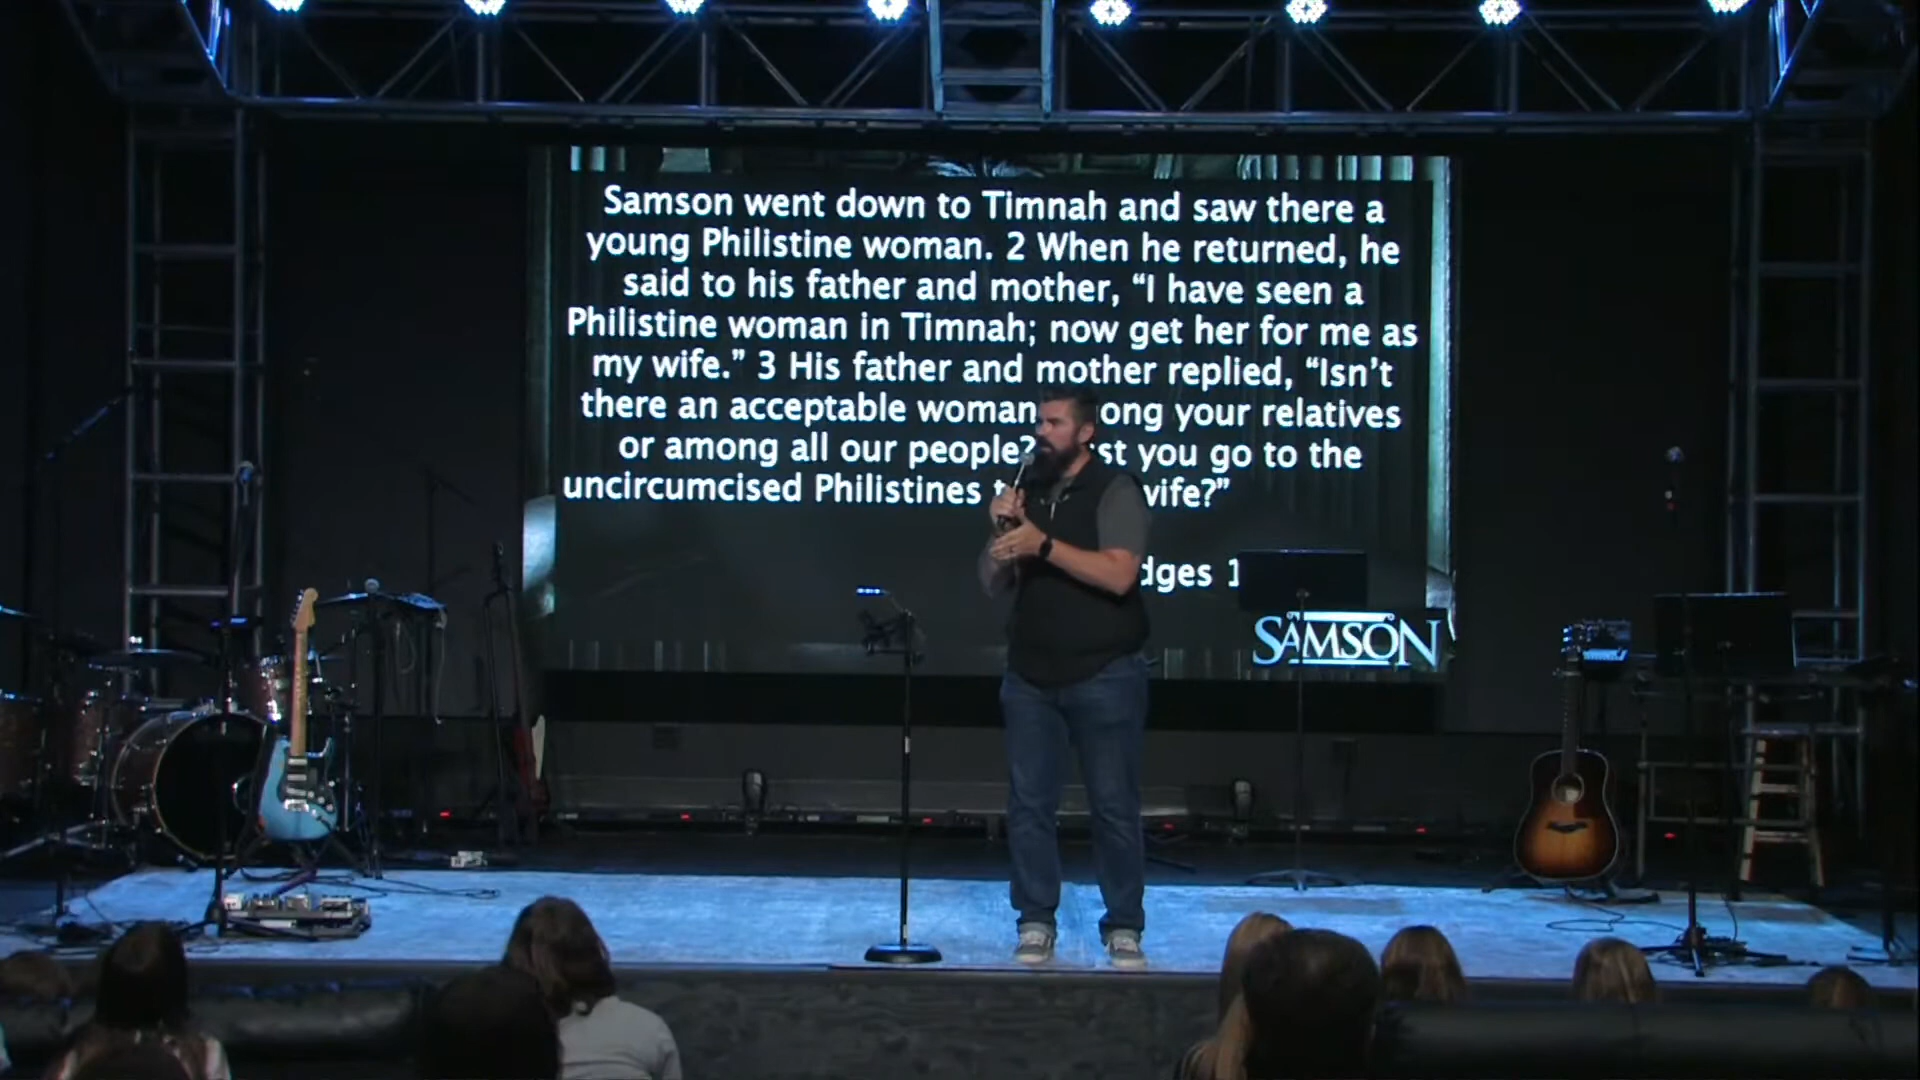 Samson went down to Timnah and saw there a
young Philistine woman. 2 When he returned, he
said to his father and mother, “I have seen a
Philistine woman in Timnah; now get her for me as
my wife.” 3 His father and mother replied, “Isn’t
there an acceptable woman ong your relatives
or among all our people? st you go to the
uncircumcised Philistines t wife?”
dges 1
SAMSON